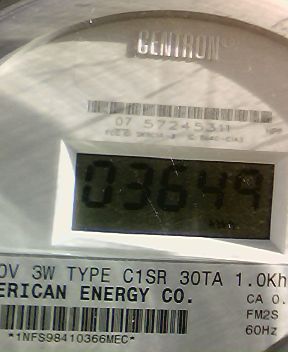 CENTRON®
07 57245311
03649
0V 3W TYPE C1SR 30TA 1.0Kh
ERICAN ENERGY CO.
CA 0.
FM2S
60Hz
*1NFS98410366MEC*